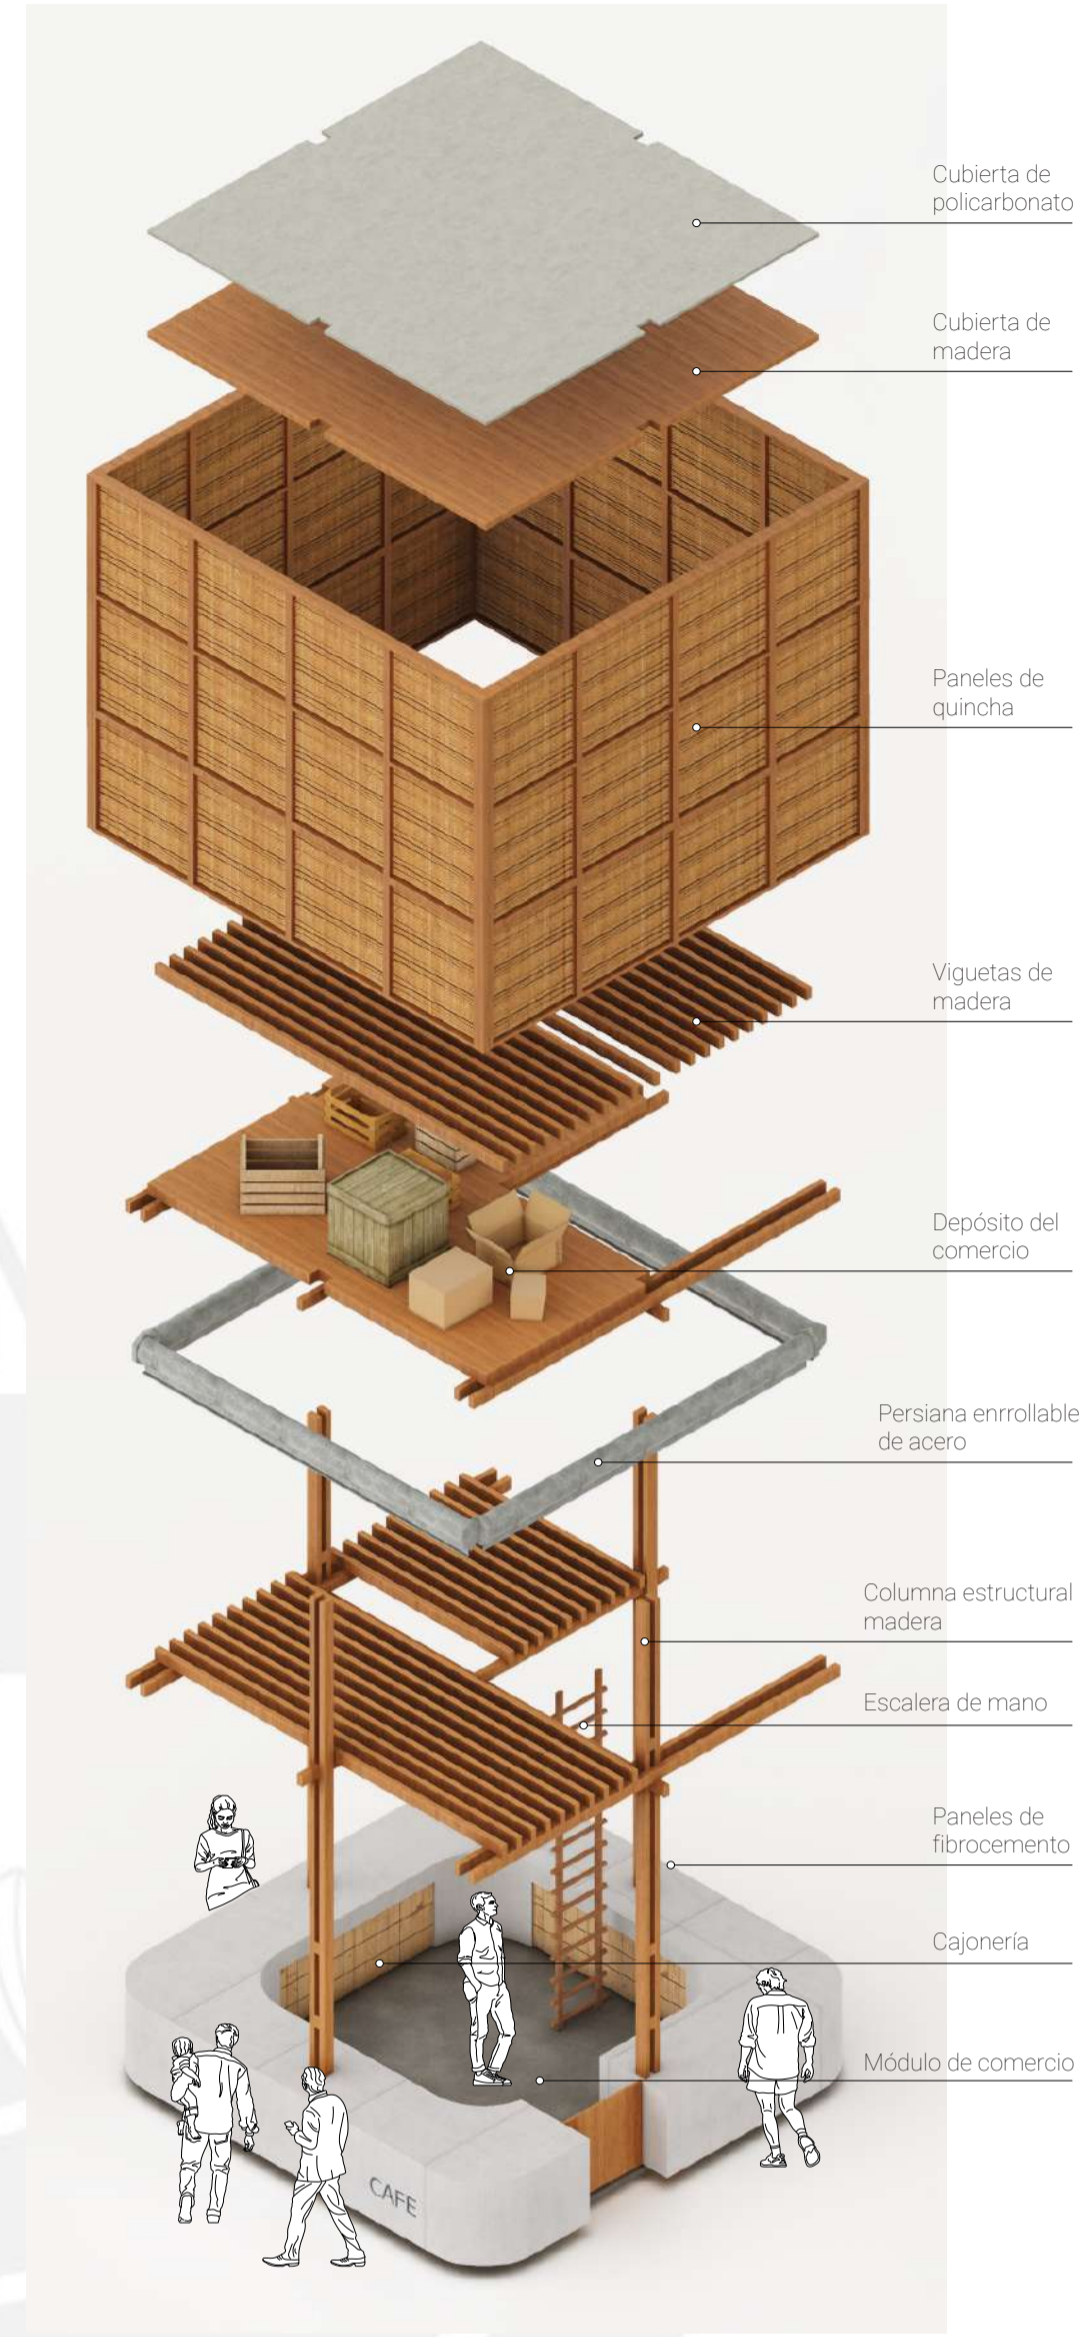 Cubierta de
policarbonato
Cubierta de
madera
Paneles de
quincha
Viguetas de
madera
Depósito del
comercio
Persiana enrrollable
de acero
Columna estructural
madera
Escalera de mano
Paneles de
fibrocemento
Cajonería
Módulo de comercio
CAFE